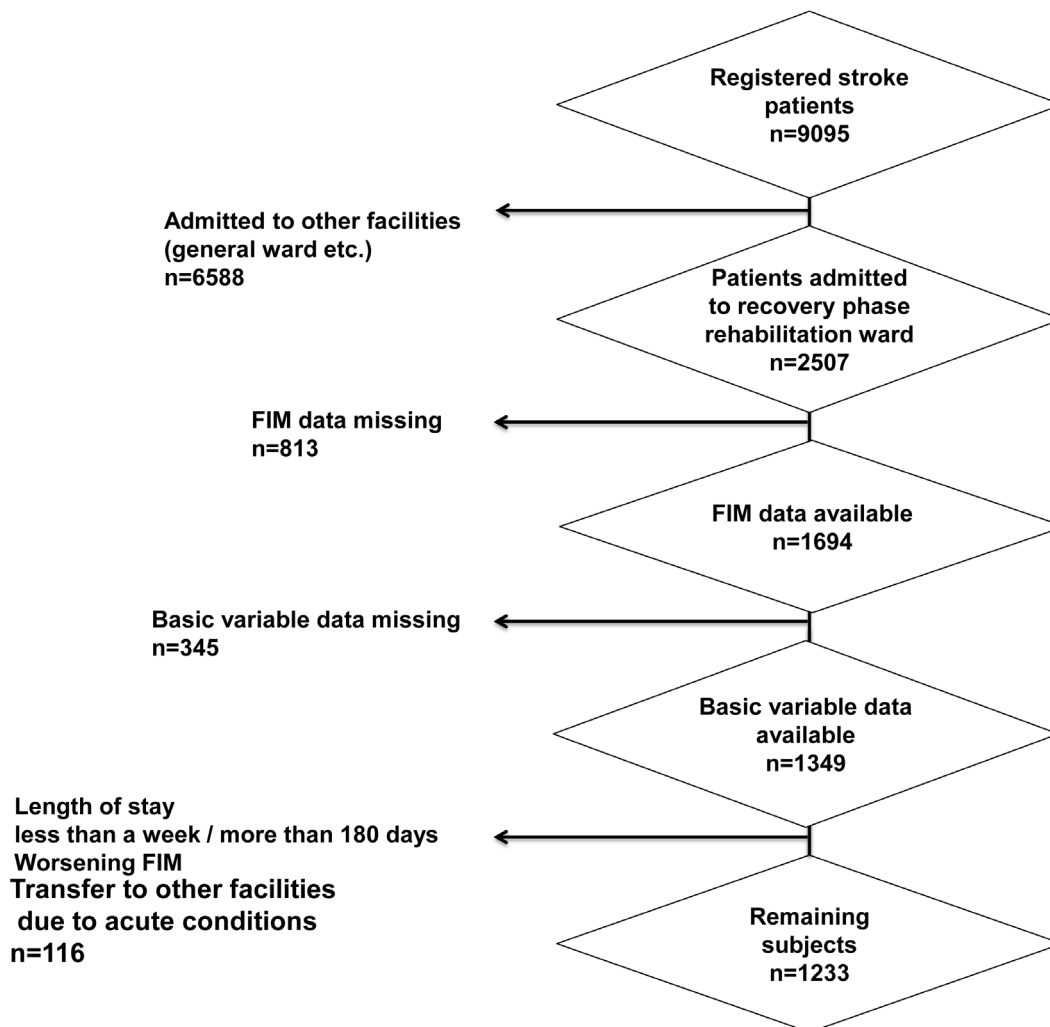 Registered stroke
patients
n=9095
Admitted to other facilities
(general ward etc.)
n=6588
Patients admitted
to recovery phase
rehabilitation ward
n=2507
FIM data missing
n=813
FIM data available
n=1694
Basic variable data missing
n=345
Basic variable data
available
n=1349
Length of stay
less than a week / more than 180 days
Worsening FIM
Transfer to other facilities
due to acute conditions
n=116
Remaining
subjects
n=1233